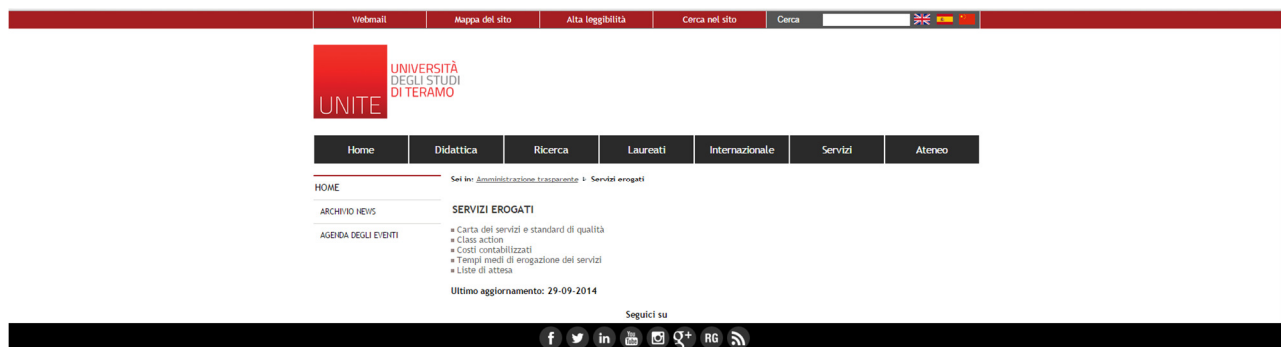 Webmail Mappa del sito Alta leggibilità Cerca nel sito Cerca
UNITE
UNIVERSITÀ
DEGLI STUDI
DI TERAMO
Home Didattica Ricerca Laureati Internazionale Servizi Ateneo
HOME
ARCHIVIO NEWS
AGENDA DEGLI EVENTI
Sei in: Amministrazione trasparente » Servizi erogati
SERVIZI EROGATI
Carta dei servizi e standard di qualità
Class action
Costi contabilizzati
Tempi medi di erogazione dei servizi
Liste di attesa
Ultimo aggiornamento: 29-09-2014
Seguici su
f in You Tube g+ RG